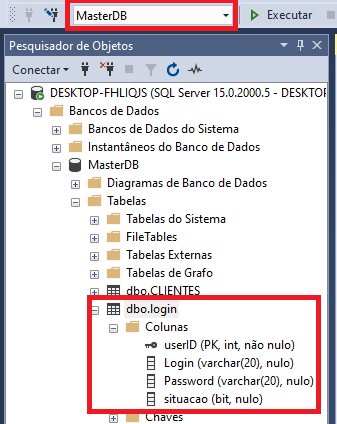 MasterDB
Executar
Pesquisador de Objetos
Conectar
DESKTOP-FHLIQJS (SQL Server 15.0.2000.5 - DESKTOP
Bancos de Dados
Bancos de Dados do Sistema
Instantâneos do Banco de Dados
MasterDB
Diagramas de Banco de Dados
Tabelas
Tabelas do Sistema
FileTables
Tabelas Externas
Tabelas de Grafo
dbo.CLIENTES
dbo.login
Colunas
userID (PK, int, não nulo)
Login (varchar(20), nulo)
Password (varchar(20), nulo)
situacao (bit, nulo)
Chaves